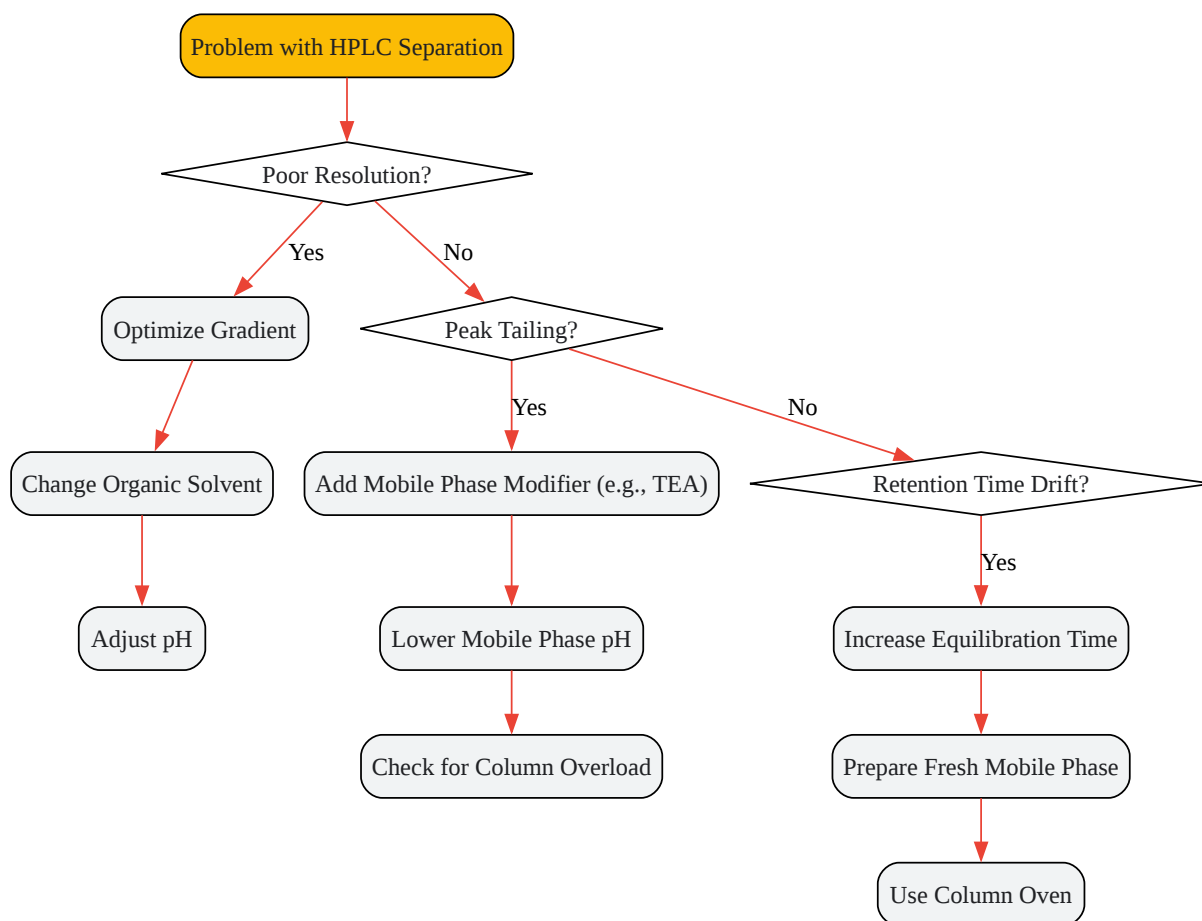 Problem with HPLC Separation
Poor Resolution?
Yes
No
Optimize Gradient
Peak Tailing?
Yes
No
Change Organic Solvent
Add Mobile Phase Modifier (e.g., TEA)
Retention Time Drift?
Yes
Adjust pH
Lower Mobile Phase pH
Increase Equilibration Time
Check for Column Overload
Prepare Fresh Mobile Phase
Use Column Oven